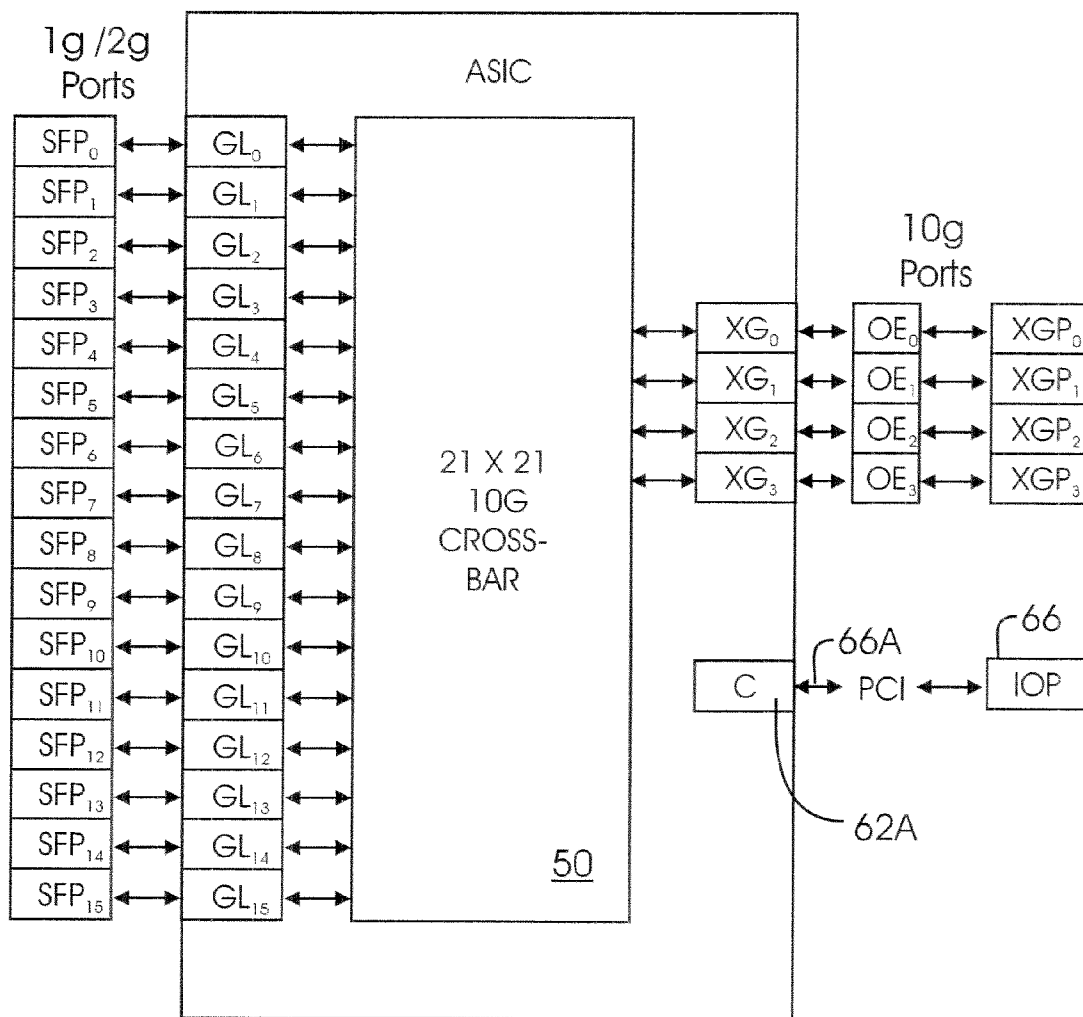 1g /2g
Ports
ASIC
SFP₀ GL₀
SFP₁ GL₁
SFP₂ GL₂
SFP₃ GL₃
SFP₄ GL₄
SFP₅ GL₅
SFP₆ GL₆
SFP₇ GL₇
SFP₈ GL₈
SFP₉ GL₉
SFP₁₀ GL₁₀
SFP₁₁ GL₁₁
SFP₁₂ GL₁₂
SFP₁₃ GL₁₃
SFP₁₄ GL₁₄
SFP₁₅ GL₁₅
21 X 21
10G
CROSS-
BAR
50
10g
Ports
XG₀ OE₀ XGP₀
XG₁ OE₁ XGP₁
XG₂ OE₂ XGP₂
XG₃ OE₃ XGP₃
66A
66
C PCI IOP
62A